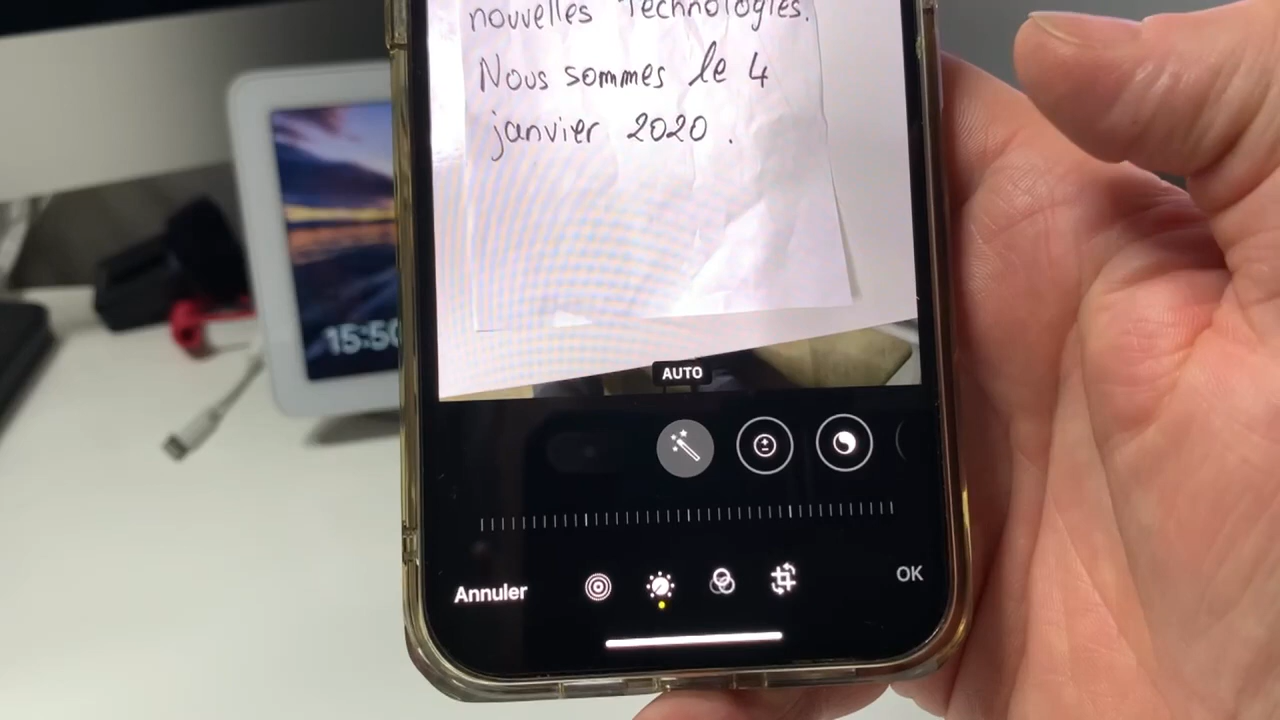 nouvelles Technologies.
Nous sommes le 4
janvier 2020.
15:50
AUTO
Annuler
OK